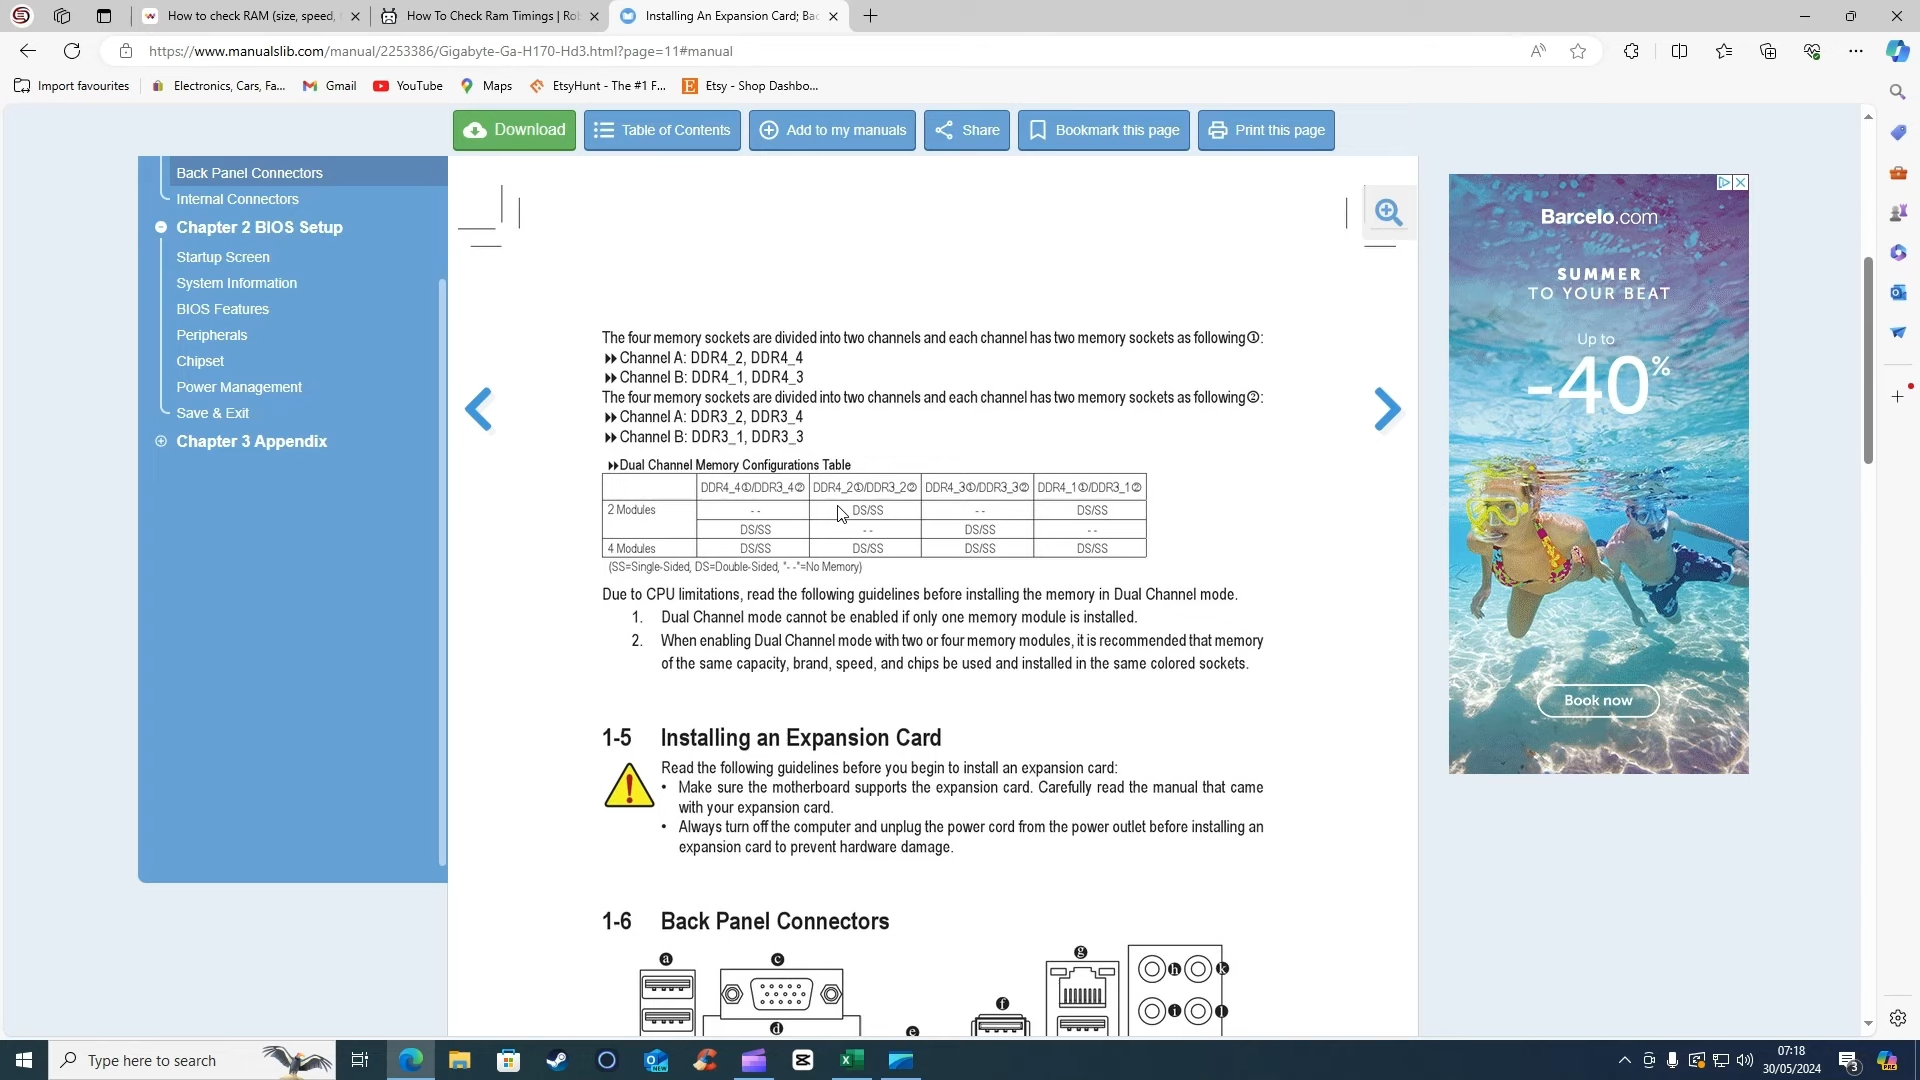 How to check RAM (size, speed,
How To Check Ram Timings | Ro
Installing An Expansion Card; Bac
https://www.manualslib.com/manual/2253386/Gigabyte-Ga-H170-Hd3.html?page=11#manual
Import favourites
Electronics, Cars, Fa...
Gmail
YouTube
Maps
EtsyHunt - The #1 F...
Etsy - Shop Dashbo...
Download
Table of Contents
Add to my manuals
Share
Bookmark this page
Print this page
Back Panel Connectors
Internal Connectors
Chapter 2 BIOS Setup
Startup Screen
System Information
BIOS Features
Peripherals
Chipset
Power Management
Save & Exit
Chapter 3 Appendix
The four memory sockets are divided into two channels and each channel has two memory sockets as following①:
Channel A: DDR4_2, DDR4_4
Channel B: DDR4_1, DDR4_3
The four memory sockets are divided into two channels and each channel has two memory sockets as following②:
Channel A: DDR3_2, DDR3_4
Channel B: DDR3_1, DDR3_3
Dual Channel Memory Configurations Table
DDR4_4①/DDR3_4② DDR4_2①/DDR3_2② DDR4_3①/DDR3_3② DDR4_1①/DDR3_1②
2 Modules - - DS/SS - - DS/SS
DS/SS - - DS/SS - -
4 Modules DS/SS DS/SS DS/SS DS/SS
(SS=Single-Sided, DS=Double-Sided, "- -"=No Memory)
Due to CPU limitations, read the following guidelines before installing the memory in Dual Channel mode.
1. Dual Channel mode cannot be enabled if only one memory module is installed.
2. When enabling Dual Channel mode with two or four memory modules, it is recommended that memory
of the same capacity, brand, speed, and chips be used and installed in the same colored sockets.
1-5 Installing an Expansion Card
Read the following guidelines before you begin to install an expansion card:
• Make sure the motherboard supports the expansion card. Carefully read the manual that came
with your expansion card.
• Always turn off the computer and unplug the power cord from the power outlet before installing an
expansion card to prevent hardware damage.
1-6 Back Panel Connectors
a c g
h k
f
i l
d e
Barcelo.com
SUMMER
TO YOUR BEAT
Up to
-40%
Book now
Type here to search
NEW
07:18
30/05/2024
3
PRE